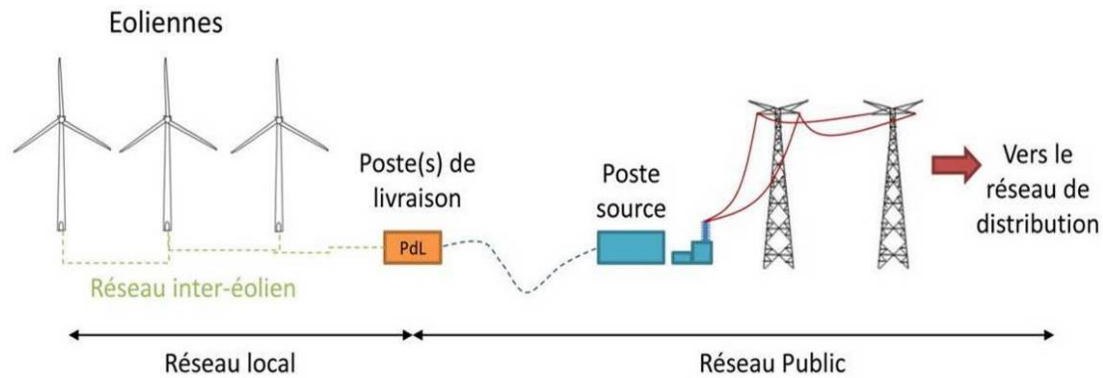 Eoliennes
Poste(s) de
livraison
PdL
Réseau inter-éolien
Poste
source
Vers le
réseau de
distribution
Réseau local
Réseau Public